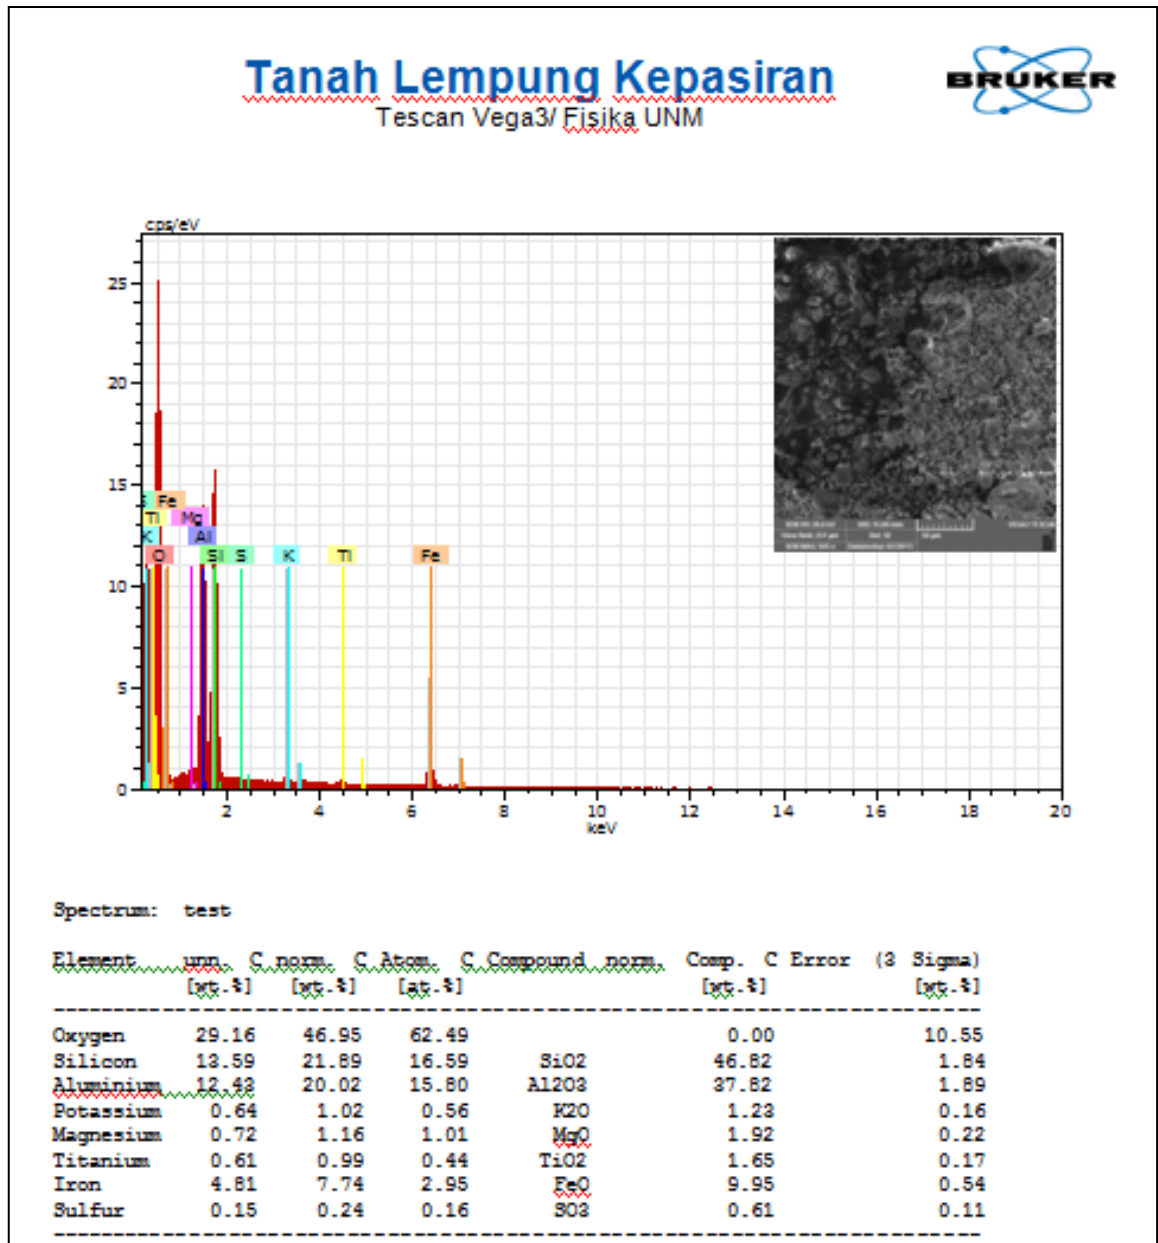 Tanah Lempung Kepasiran
BRUKER
Tescan Vega3/ Fisika UNM
cps/eV
25
20
15
10
5
0
S Fe
Ti Mg
K Al
O Si S K Ti Fe
2 4 6 8 10 12 14 16 18 20
keV
Spectrum: test
Element unn. C norm. C Atom. C Compound norm. Comp. C Error (3 Sigma)
[wt.%] [wt.%] [at.%] [wt.%] [wt.%]
--------------------------------------------------------------------------------
Oxygen 29.16 46.95 62.49 0.00 10.55
Silicon 13.59 21.89 16.59 SiO2 46.82 1.84
Aluminium 12.43 20.02 15.80 Al2O3 37.82 1.89
Potassium 0.64 1.02 0.56 K2O 1.23 0.16
Magnesium 0.72 1.16 1.01 MgO 1.92 0.22
Titanium 0.61 0.99 0.44 TiO2 1.65 0.17
Iron 4.81 7.74 2.95 FeO 9.95 0.54
Sulfur 0.15 0.24 0.16 SO3 0.61 0.11
--------------------------------------------------------------------------------